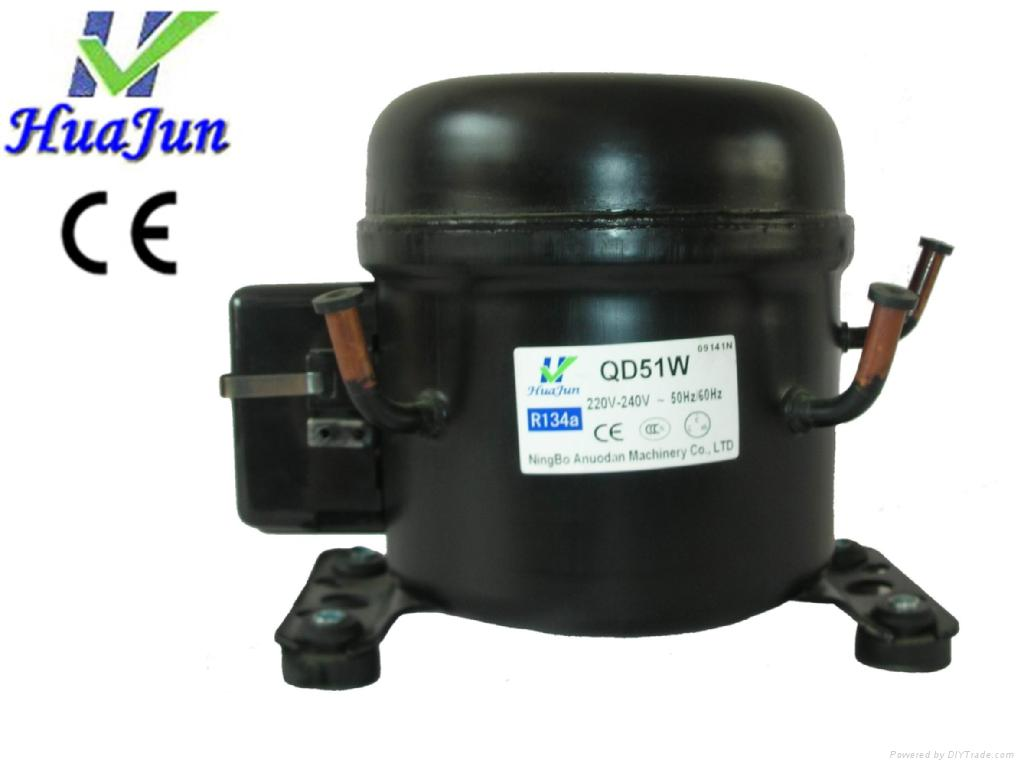 HuaJun
CE
09141N
QD51W
HuaJun
220V-240V ~ 50Hz/60Hz
R134a
CE
NingBo Anuodan Machinery Co., LTD
Powered by DIYTrade.com